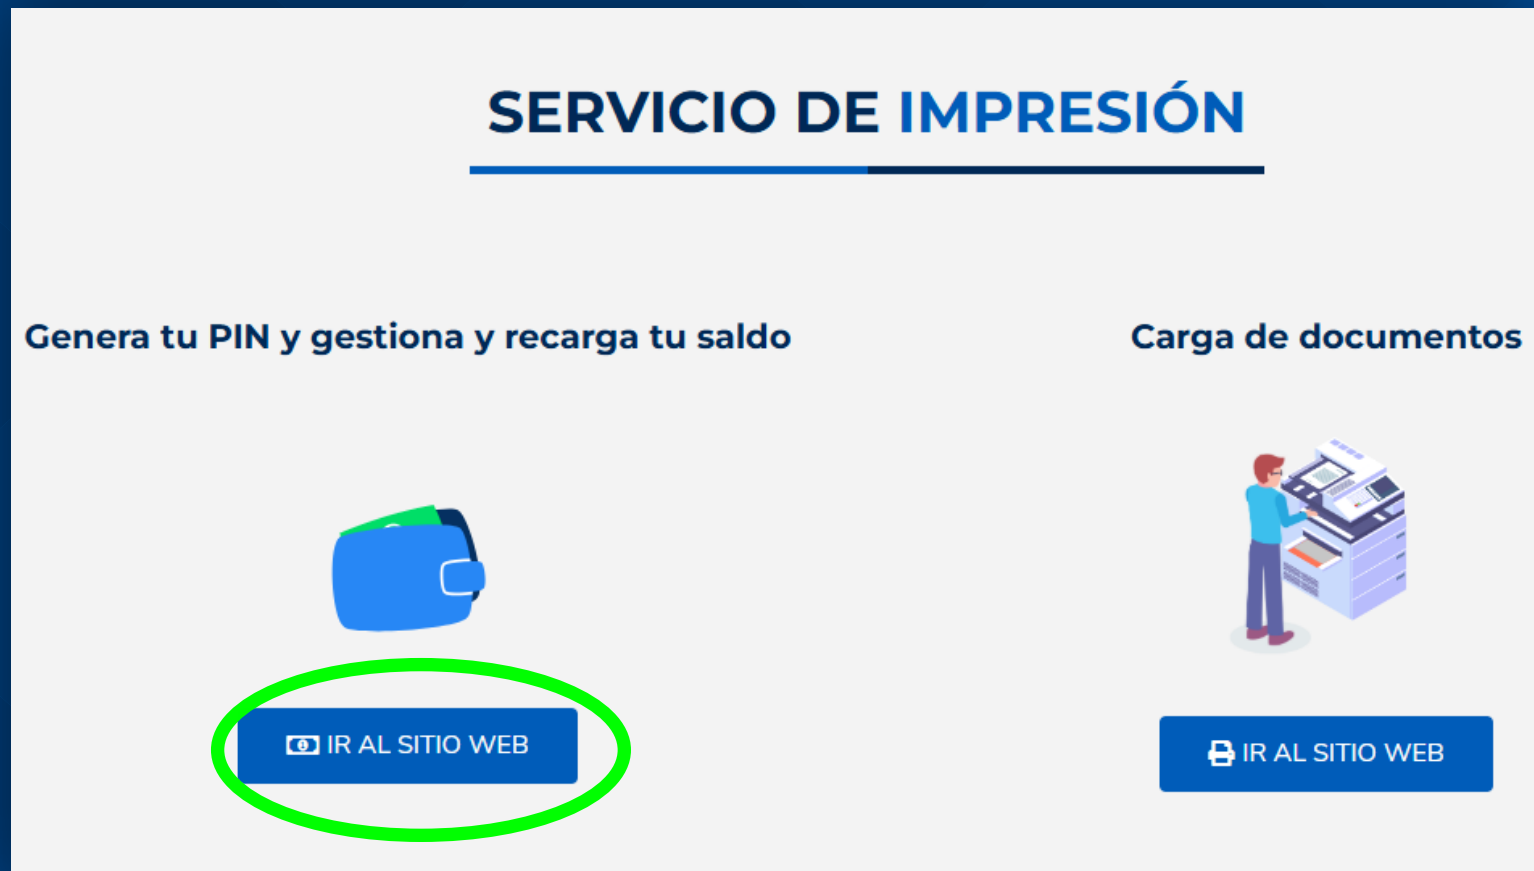 SERVICIO DE IMPRESIÓN
Genera tu PIN y gestiona y recarga tu saldo
IR AL SITIO WEB
Carga de documentos
IR AL SITIO WEB